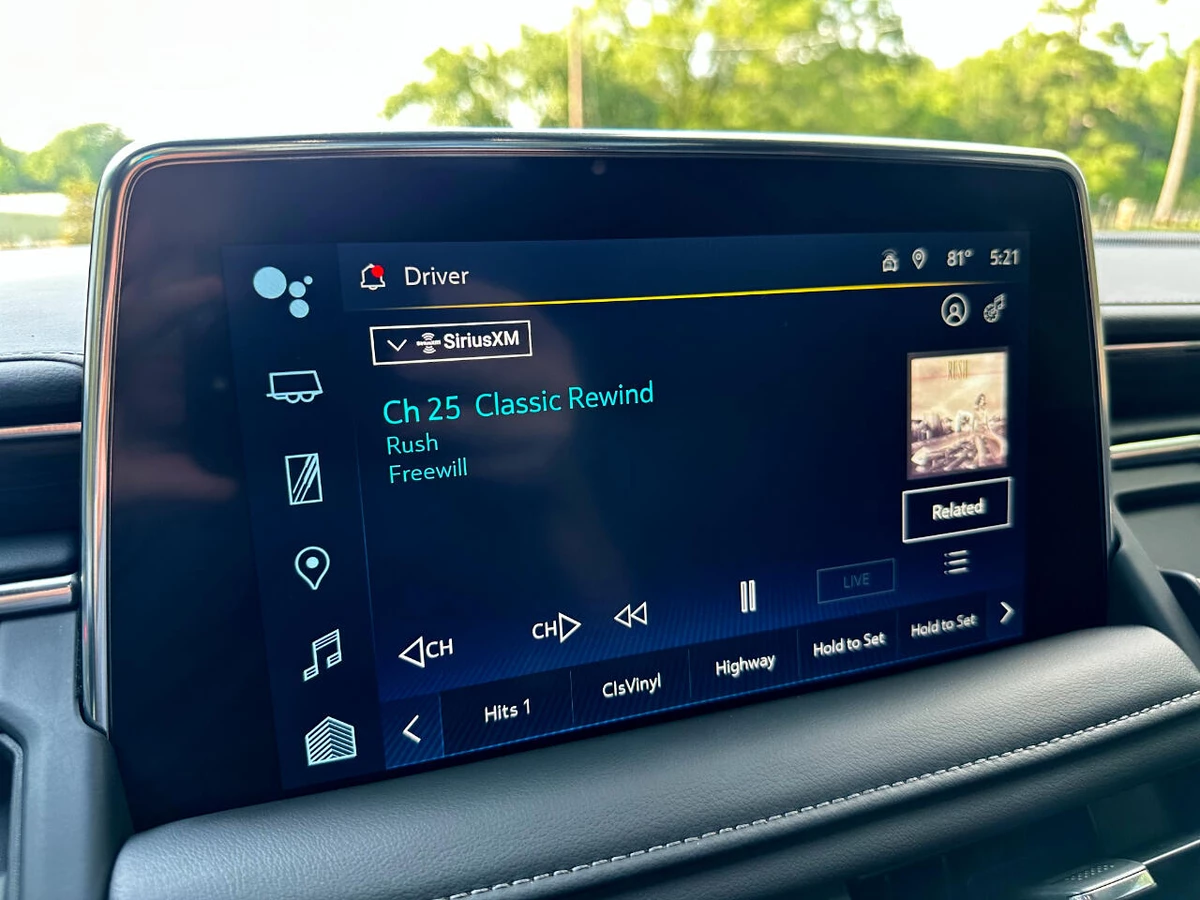 Driver
81° 5:21
SiriusXM
Ch 25 Classic Rewind
Rush
Freewill
RUSH
Related
LIVE
CH
CH
Hits 1
ClsVinyl
Highway
Hold to Set
Hold to Set